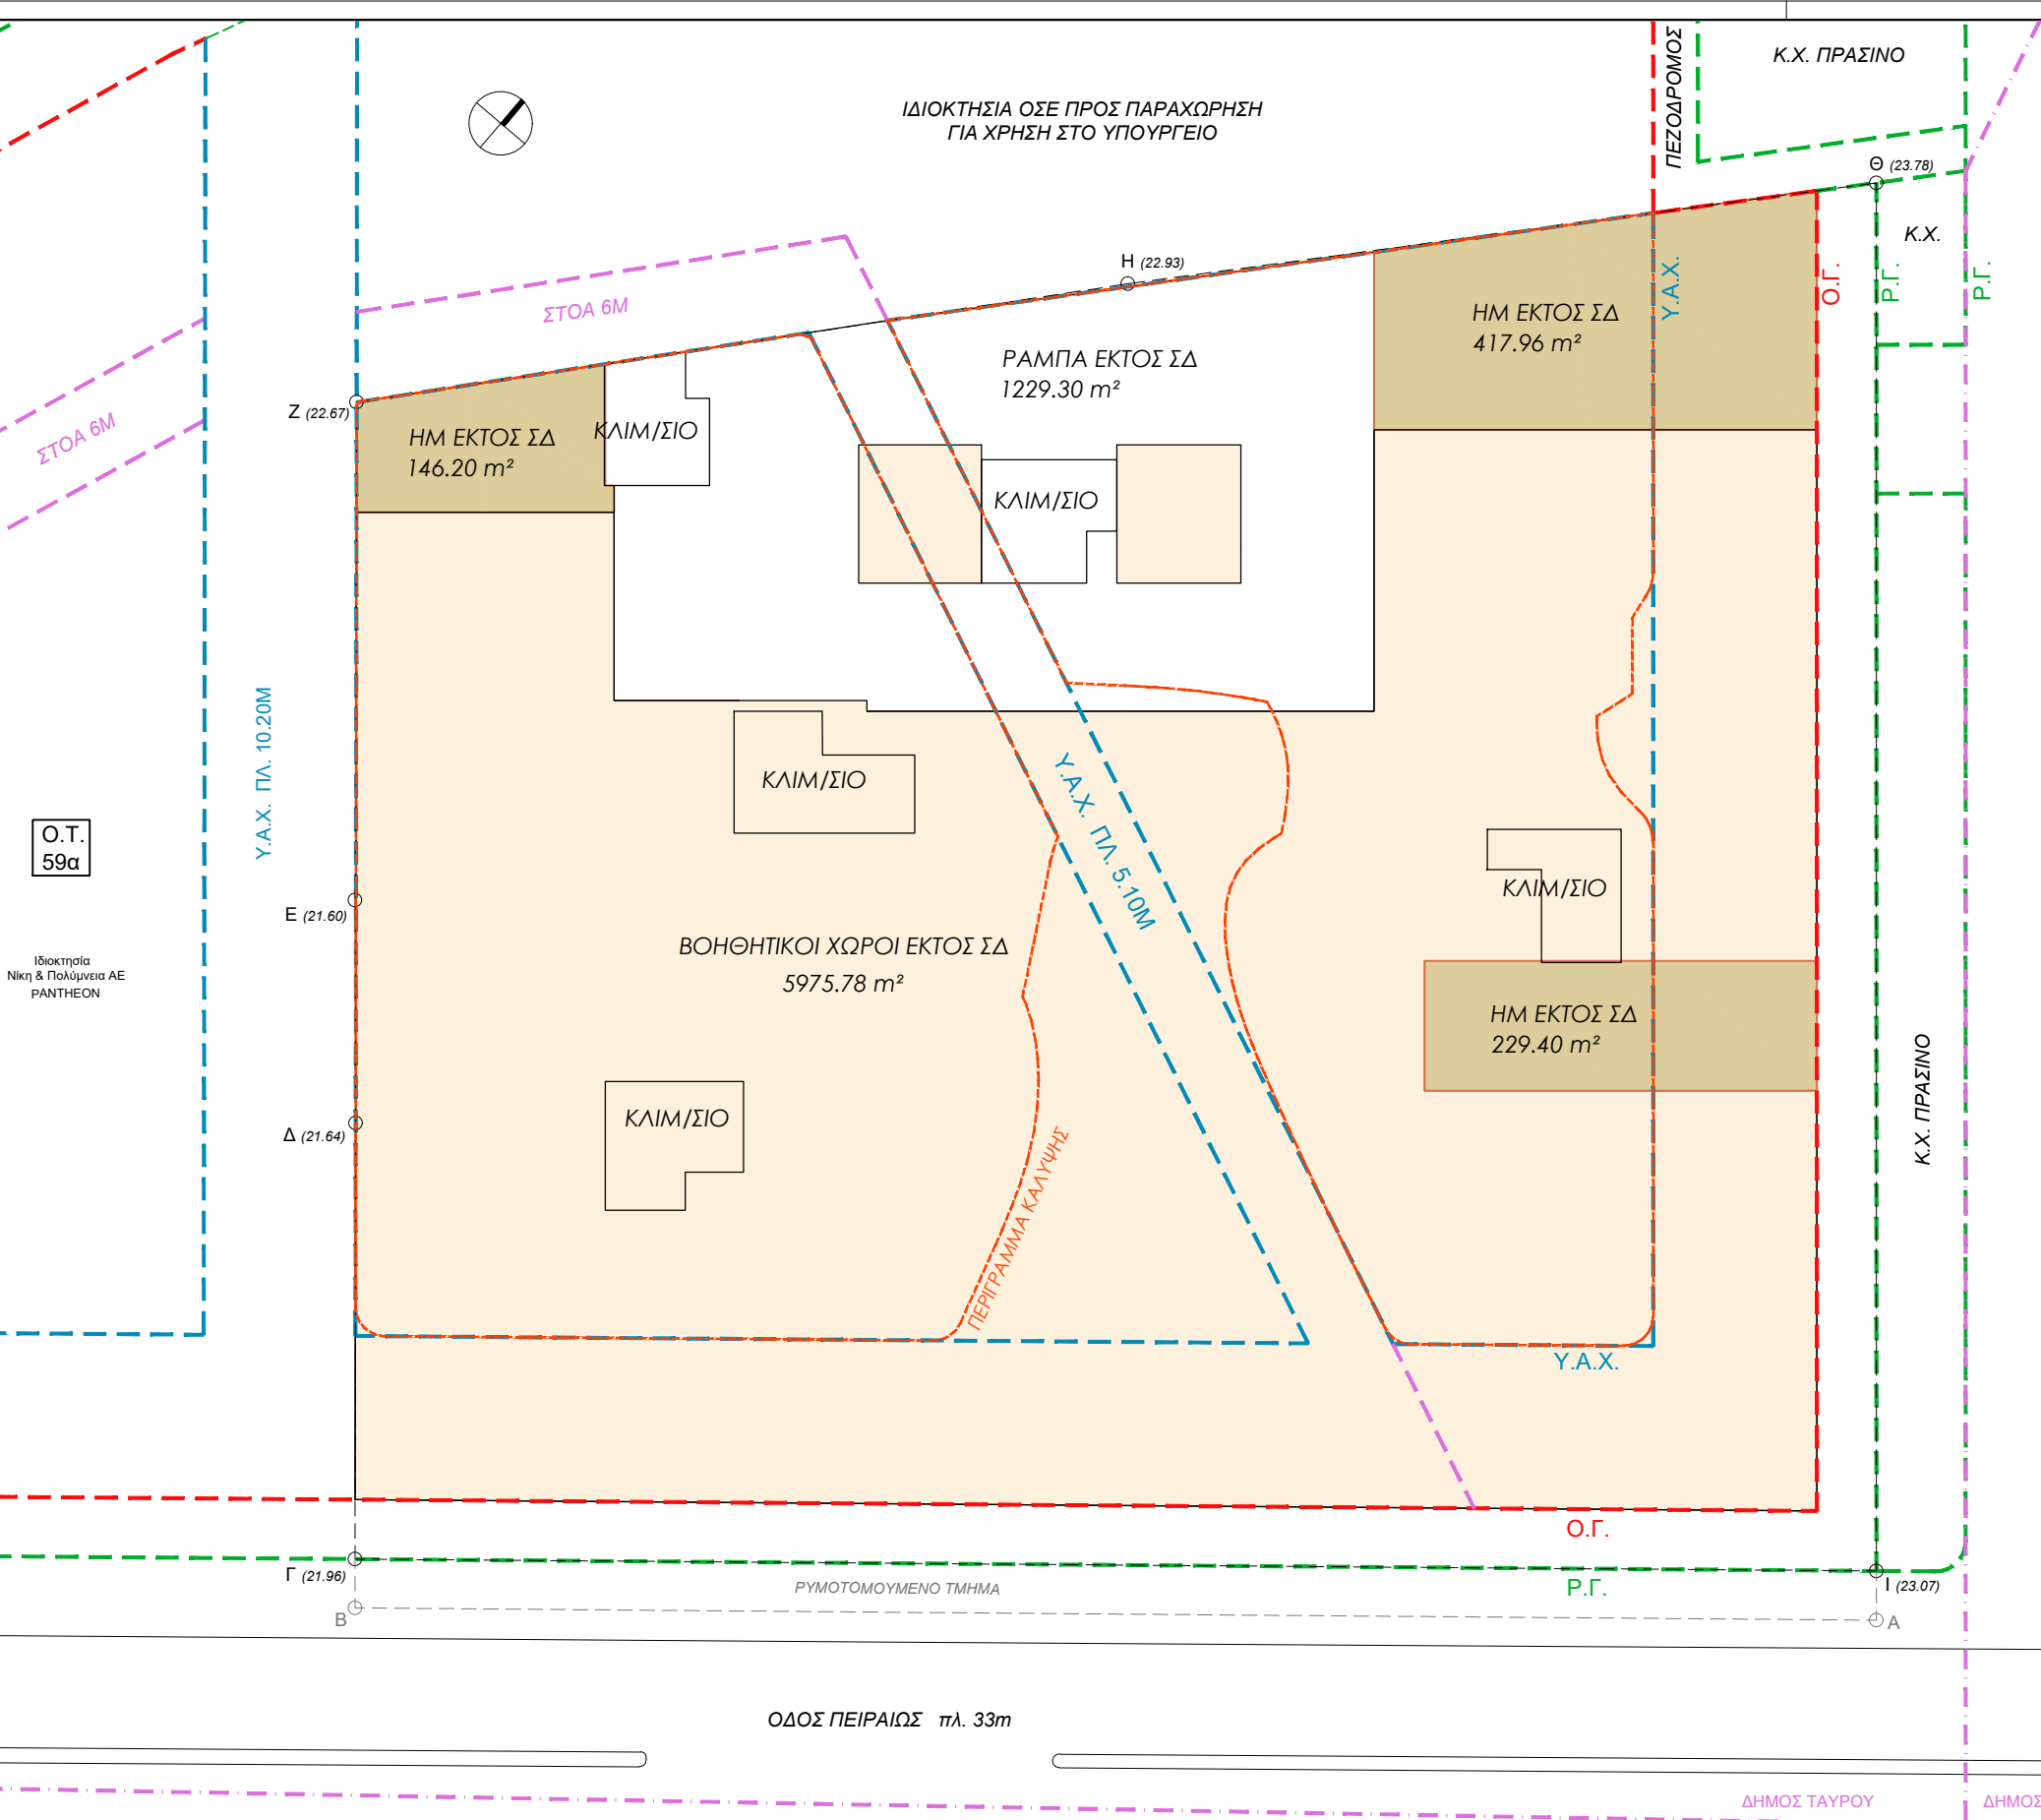 ΠΕΖΟΔΡΟΜΟΣ
Κ.Χ. ΠΡΑΣΙΝΟ
ΙΔΙΟΚΤΗΣΙΑ ΟΣΕ ΠΡΟΣ ΠΑΡΑΧΩΡΗΣΗ
ΓΙΑ ΧΡΗΣΗ ΣΤΟ ΥΠΟΥΡΓΕΙΟ
Θ (23.78)
Κ.Χ.
Η (22.93)
Υ.Α.Χ.
Ο.Γ.
Ρ.Γ.
Ρ.Γ.
ΣΤΟΑ 6Μ
ΗΜ ΕΚΤΟΣ ΣΔ
417.96 m²
ΡΑΜΠΑ ΕΚΤΟΣ ΣΔ
1229.30 m²
Ζ (22.67)
ΣΤΟΑ 6Μ
ΗΜ ΕΚΤΟΣ ΣΔ
146.20 m²
ΚΛΙΜ/ΣΙΟ
ΚΛΙΜ/ΣΙΟ
Υ.Α.Χ. ΠΛ. 10.20Μ
ΚΛΙΜ/ΣΙΟ
Υ.Α.Χ. ΠΛ. 5.10Μ
Ο.Τ.
59α
ΚΛΙΜ/ΣΙΟ
Ε (21.60)
ΒΟΗΘΗΤΙΚΟΙ ΧΩΡΟΙ ΕΚΤΟΣ ΣΔ
5975.78 m²
Ιδιοκτησία
Νίκη & Πολύμνεια ΑΕ
PANTHEON
ΗΜ ΕΚΤΟΣ ΣΔ
229.40 m²
Κ.Χ. ΠΡΑΣΙΝΟ
Δ (21.64)
ΚΛΙΜ/ΣΙΟ
ΠΕΡΙΓΡΑΜΜΑ ΚΑΛΥΨΗΣ
Υ.Α.Χ.
Ο.Γ.
Γ (21.96)
ΡΥΜΟΤΟΜΟΥΜΕΝΟ ΤΜΗΜΑ
Ρ.Γ.
Ι (23.07)
Β
Α
ΟΔΟΣ ΠΕΙΡΑΙΩΣ πλ. 33m
ΔΗΜΟΣ ΤΑΥΡΟΥ
ΔΗΜΟΣ